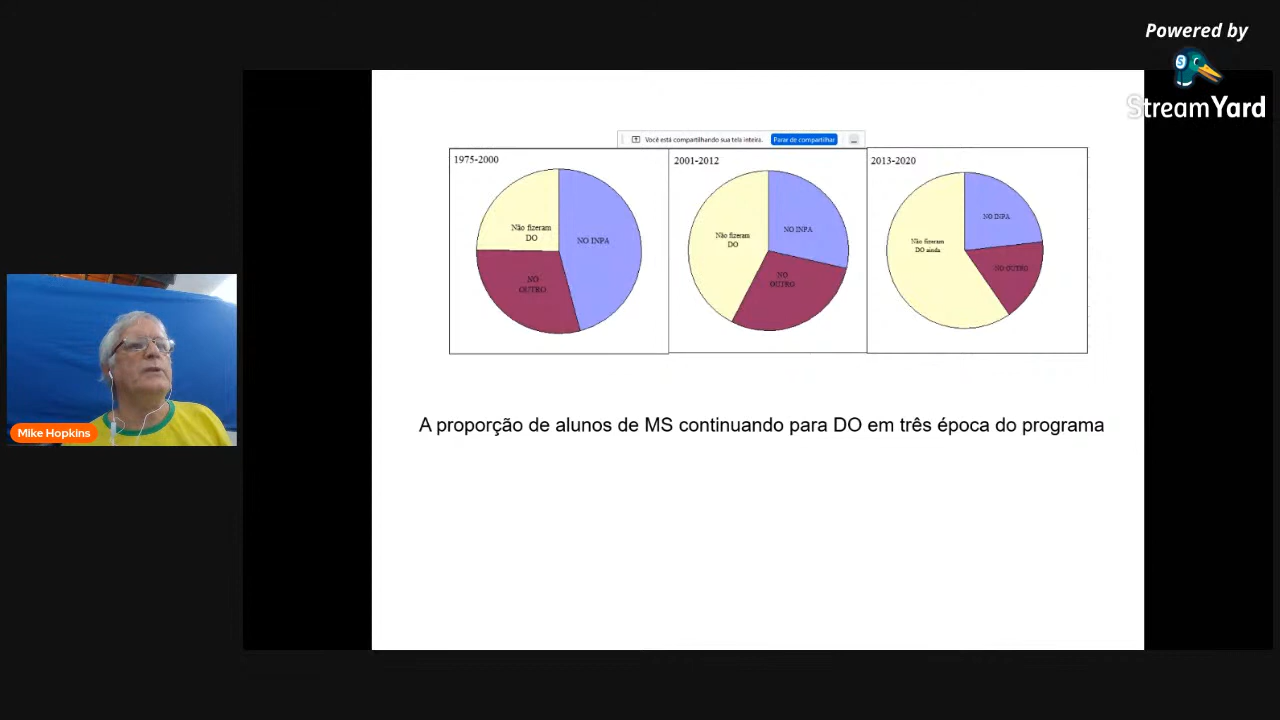 Powered by
StreamYard
Você está compartilhando sua tela inteira.
Parar de compartilhar
1975-2000
Não fizeram
DO
NO INPA
NO
OUTRO
2001-2012
Não fizeram
DO
NO INPA
NO
OUTRO
2013-2020
Não fizeram
DO ainda
NO INPA
NO OUTRO
A proporção de alunos de MS continuando para DO em três época do programa
Mike Hopkins